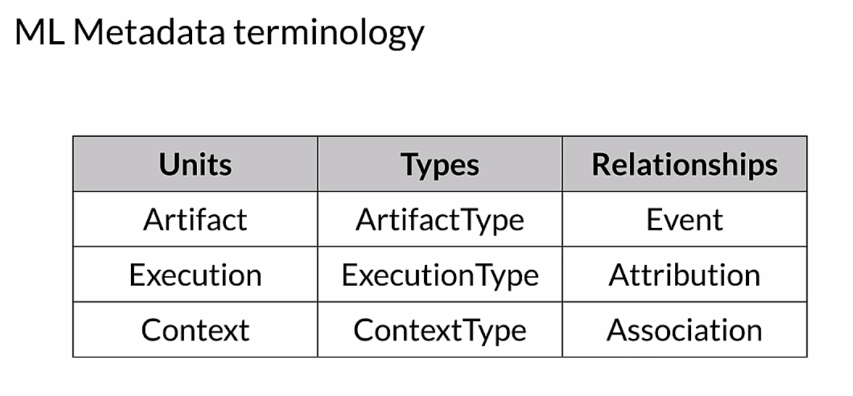 ML Metadata terminology
Units Types Relationships
Artifact ArtifactType Event
Execution ExecutionType Attribution
Context ContextType Association